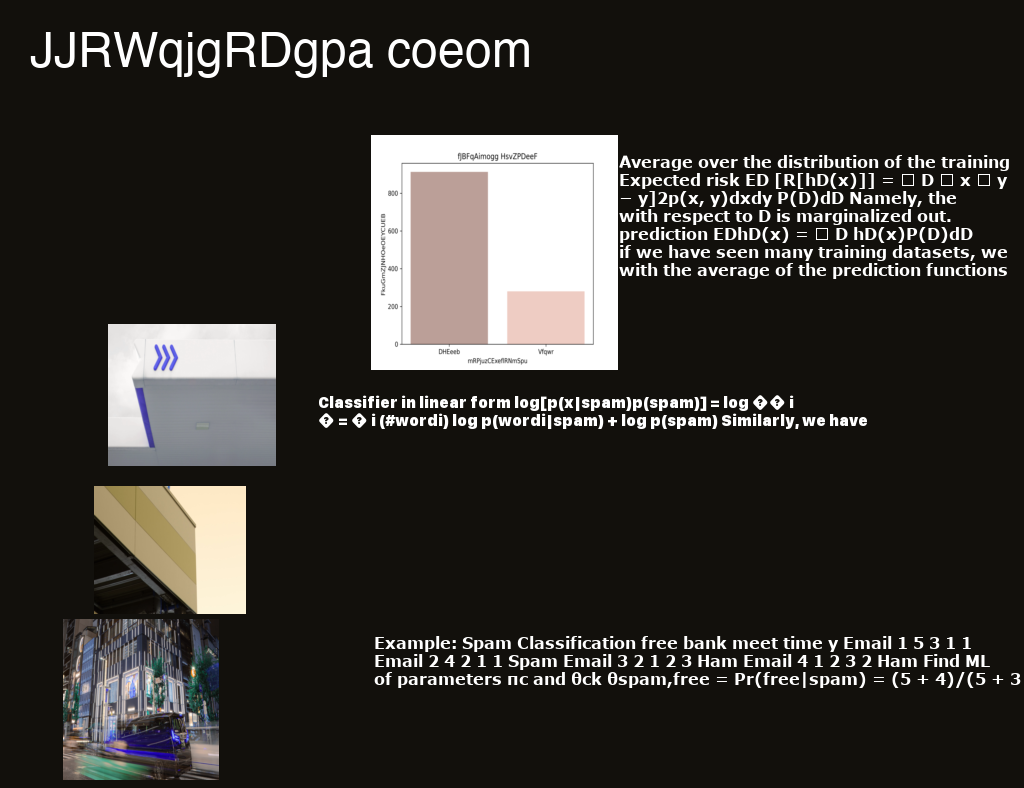 JJRWqjgRDgpa coeom
fJBFqAimogg HsvZPDeeF
800
600
400
200
0
DHEeeb Vfqwr
mRPJuzCExeflRNmSpu
Average over the distribution of the training
Expected risk ED [R[hD(x)]] = □ D □ x □ y
− y]2p(x, y)dxdy P(D)dD Namely, the
with respect to D is marginalized out.
prediction EDhD(x) = □ D hD(x)P(D)dD
if we have seen many training datasets, we
with the average of the prediction functions
Classifier in linear form log[p(x|spam)p(spam)] = log �� i
� = � i (#wordi) log p(wordi|spam) + log p(spam) Similarly, we have
Example: Spam Classification free bank meet time y Email 1 5 3 1 1
Email 2 4 2 1 1 Spam Email 3 2 1 2 3 Ham Email 4 1 2 3 2 Ham Find ML
of parameters πc and θck θspam,free = Pr(free|spam) = (5 + 4)/(5 + 3